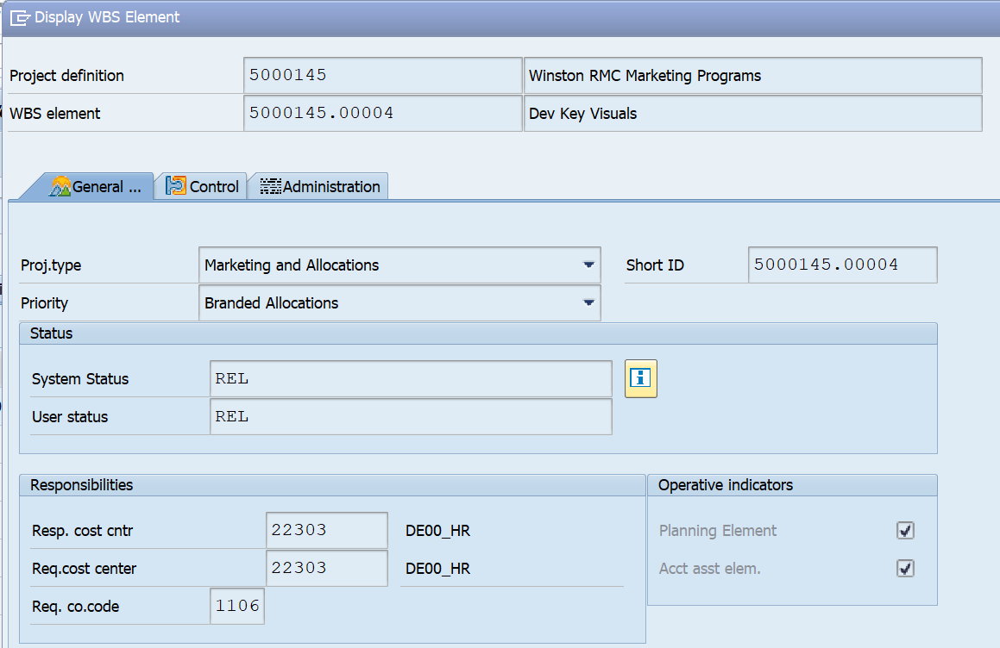 Display WBS Element
Project definition 5000145 Winston RMC Marketing Programs
WBS element 5000145.00004 Dev Key Visuals
General ... Control Administration
Proj.type Marketing and Allocations Short ID 5000145.00004
Priority Branded Allocations
Status
System Status REL
User status REL
Responsibilities Operative indicators
Resp. cost cntr 22303 DE00_HR Planning Element
Req.cost center 22303 DE00_HR Acct asst elem.
Req. co.code 1106